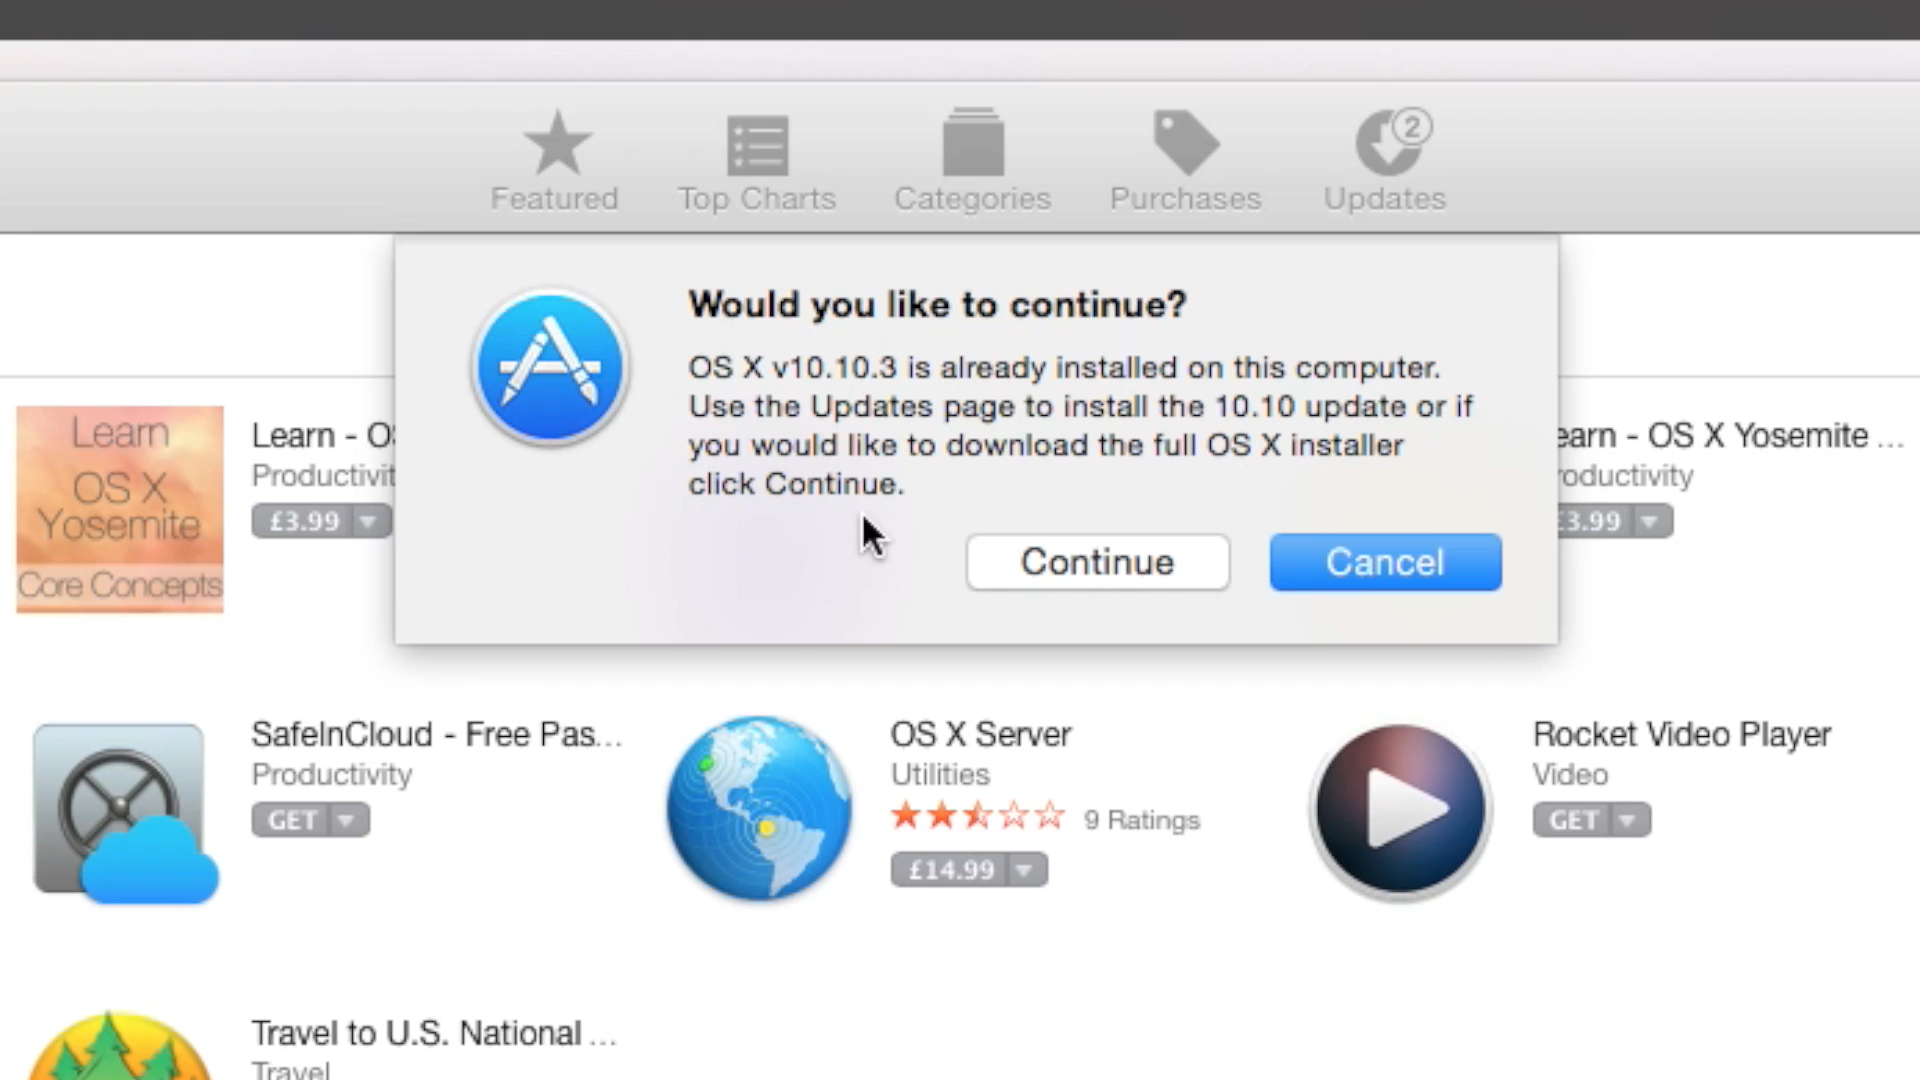 2
Featured
Top Charts
Categories
Purchases
Updates
Would you like to continue?
OS X v10.10.3 is already installed on this computer.
Use the Updates page to install the 10.10 update or if
you would like to download the full OS X installer
click Continue.
Continue
Cancel
Learn
OS X
Yosemite
Core Concepts
Learn - OS
Productivit
£3.99
earn - OS X Yosemite ...
roductivity
£3.99
SafeInCloud - Free Pas...
Productivity
GET
OS X Server
Utilities
9 Ratings
£14.99
Rocket Video Player
Video
GET
Travel to U.S. National ...
Travel